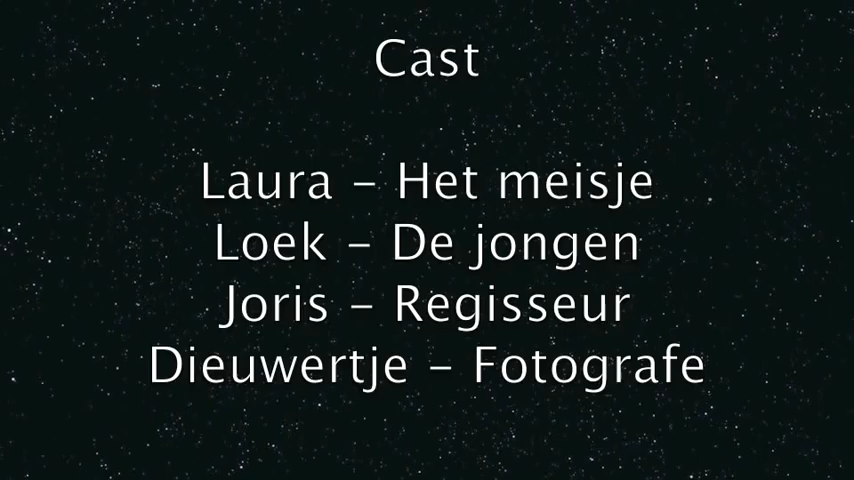 Cast
Laura – Het meisje
Loek – De jongen
Joris – Regisseur
Dieuwertje – Fotografe